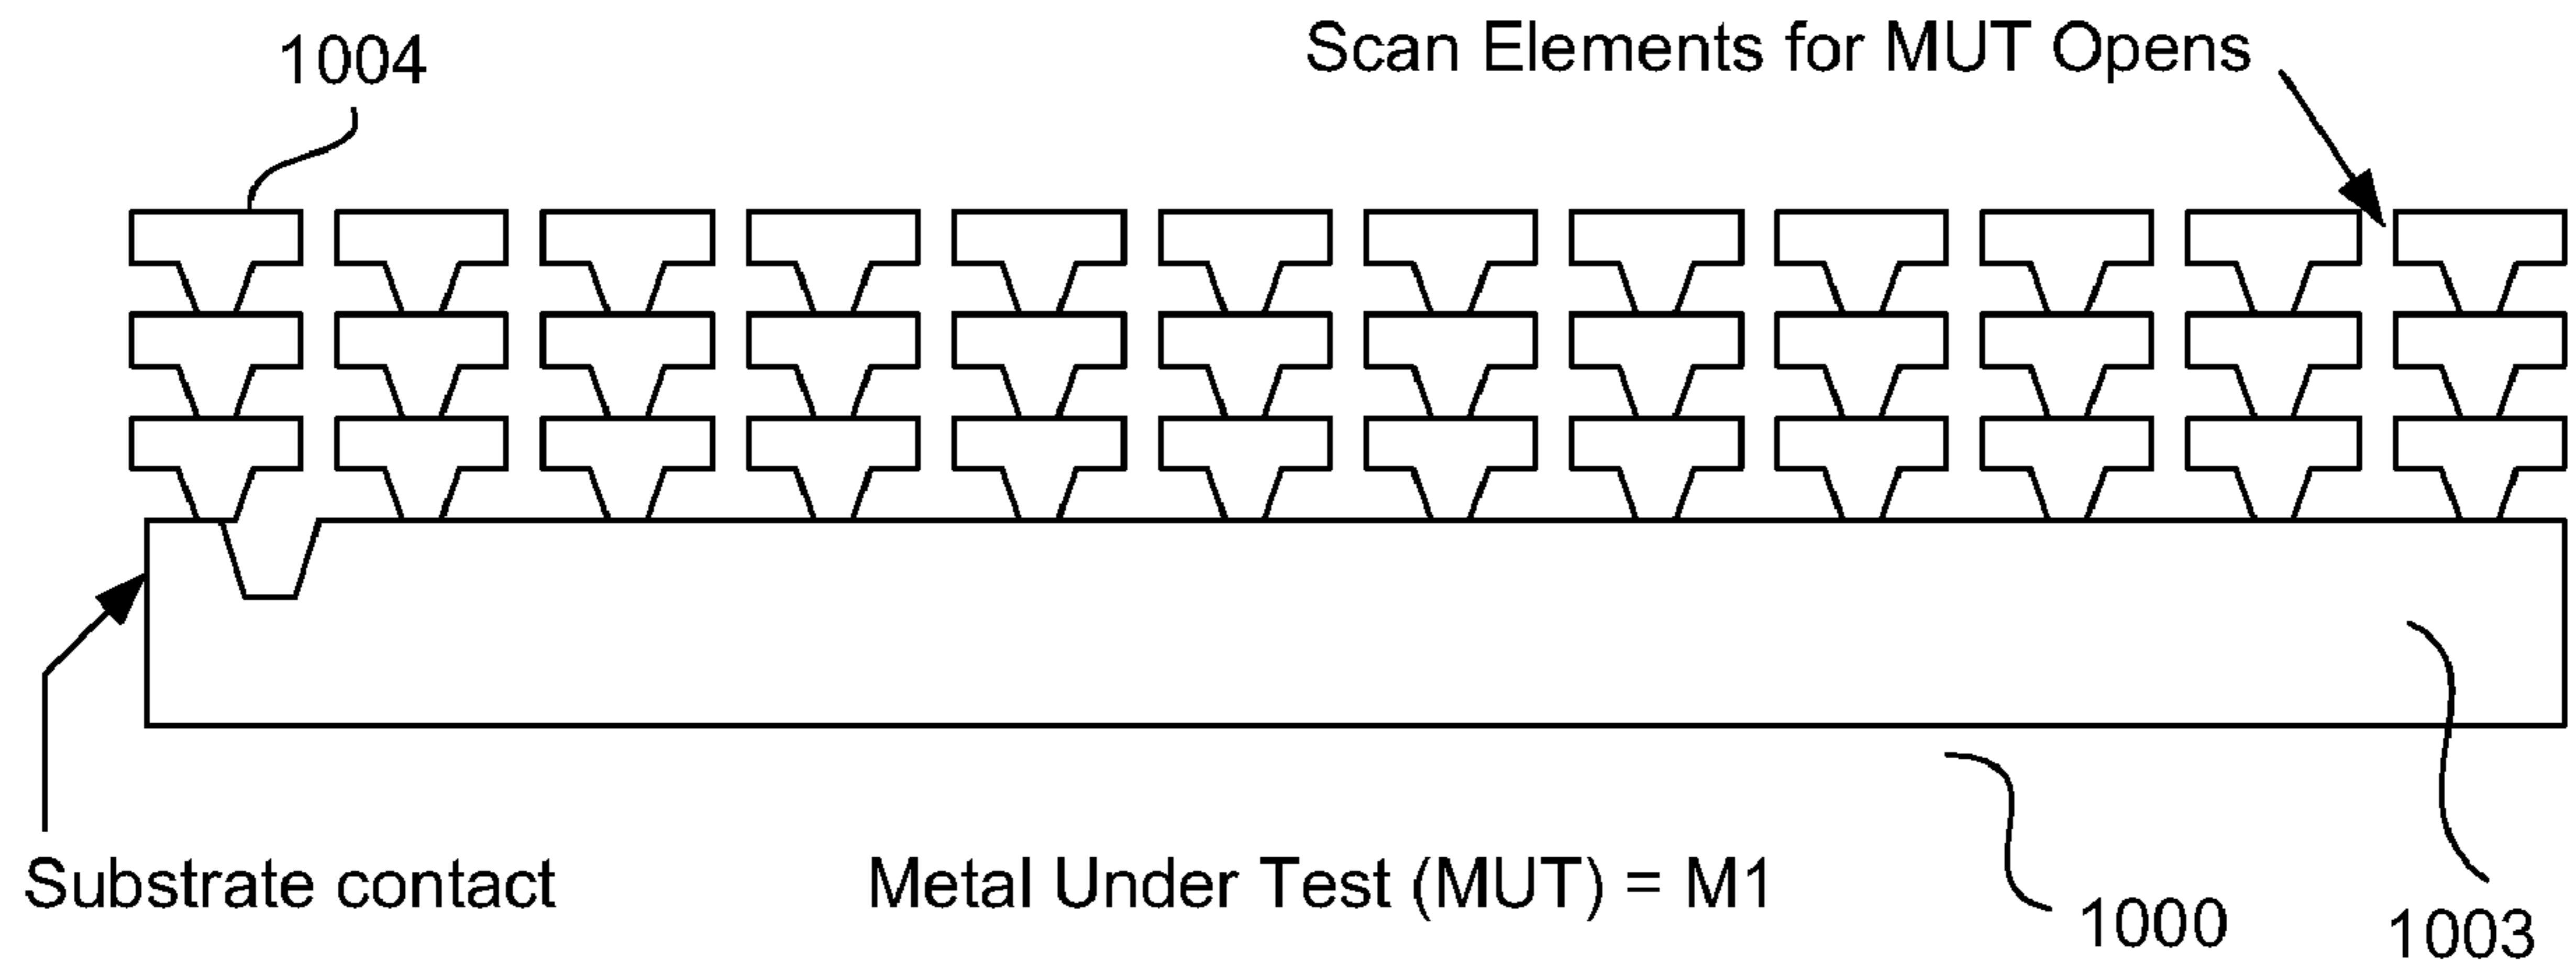 1004
Scan Elements for MUT Opens
Substrate contact
Metal Under Test (MUT) = M1
1000
1003